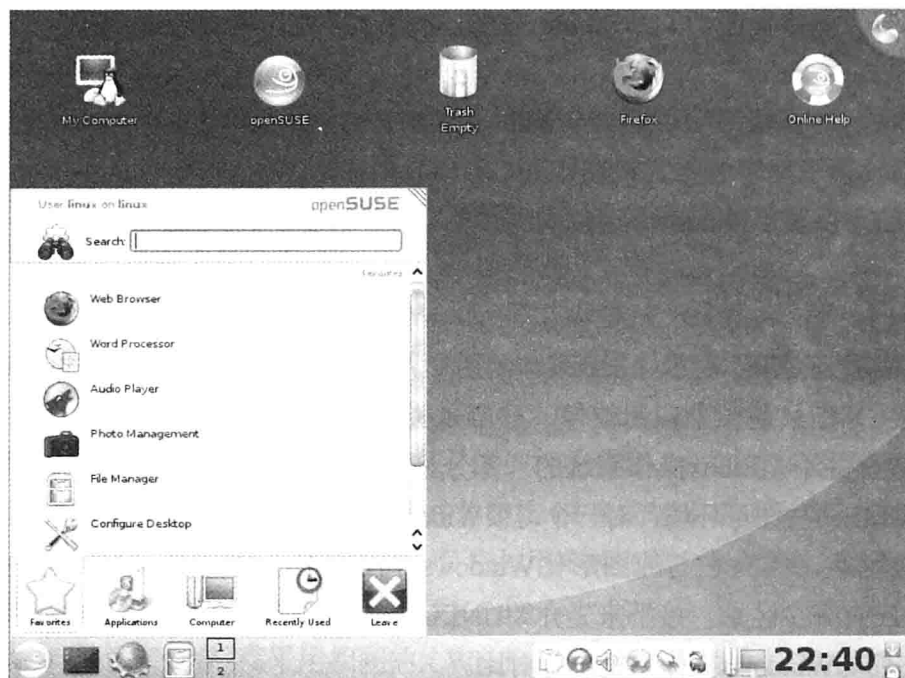 My Computer
openSUSE
Trash
Empty
Firefox
Online Help
User linux on linux
openSUSE
Search:
Favorites
Web Browser
Word Processor
Audio Player
Photo Management
File Manager
Configure Desktop
Favorites
Applications
Computer
Recently Used
Leave
1
2
22:40